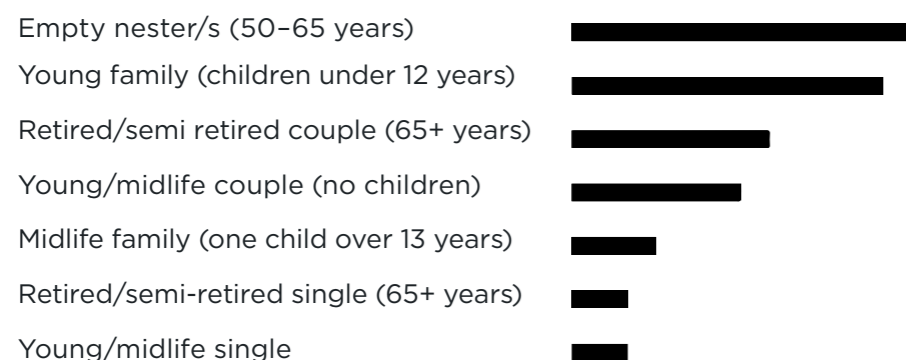 Empty nester/s (50–65 years)
Young family (children under 12 years)
Retired/semi retired couple (65+ years)
Young/midlife couple (no children)
Midlife family (one child over 13 years)
Retired/semi-retired single (65+ years)
Young/midlife single